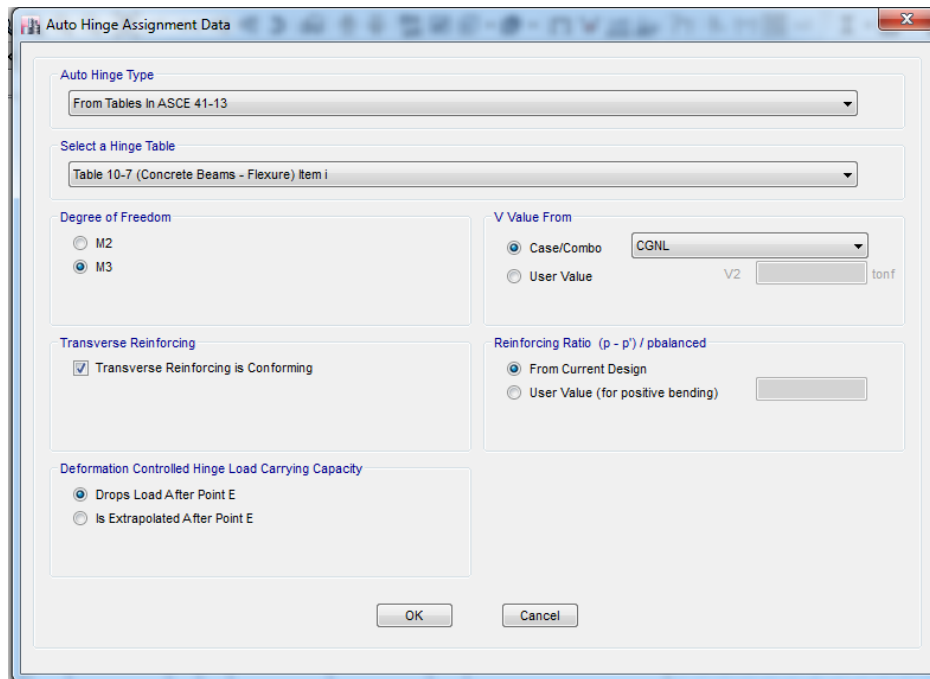 Auto Hinge Assignment Data
Auto Hinge Type
From Tables In ASCE 41-13
Select a Hinge Table
Table 10-7 (Concrete Beams - Flexure) Item i
Degree of Freedom
M2
M3
V Value From
Case/Combo CGNL
User Value V2 tonf
Transverse Reinforcing
Transverse Reinforcing is Conforming
Reinforcing Ratio (p - p') / pbalanced
From Current Design
User Value (for positive bending)
Deformation Controlled Hinge Load Carrying Capacity
Drops Load After Point E
Is Extrapolated After Point E
OK Cancel